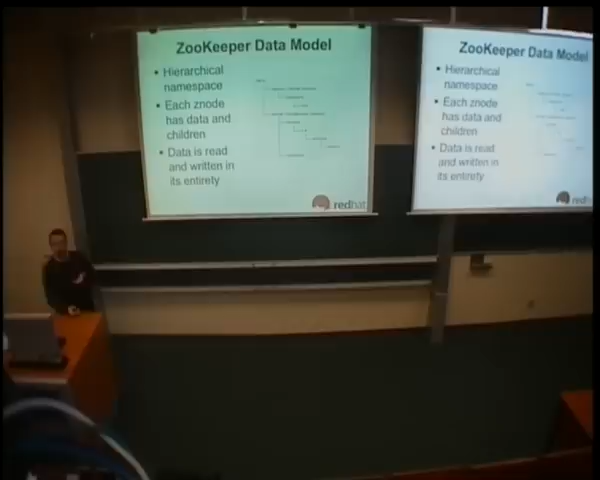 ZooKeeper Data Model
• Hierarchical
namespace
• Each znode
has data and
children
• Data is read
and written in
its entirety
redhat
ZooKeeper Data Model
• Hierarchical
namespace
• Each znode
has data and
children
• Data is read
and written in
its entirety
redhat